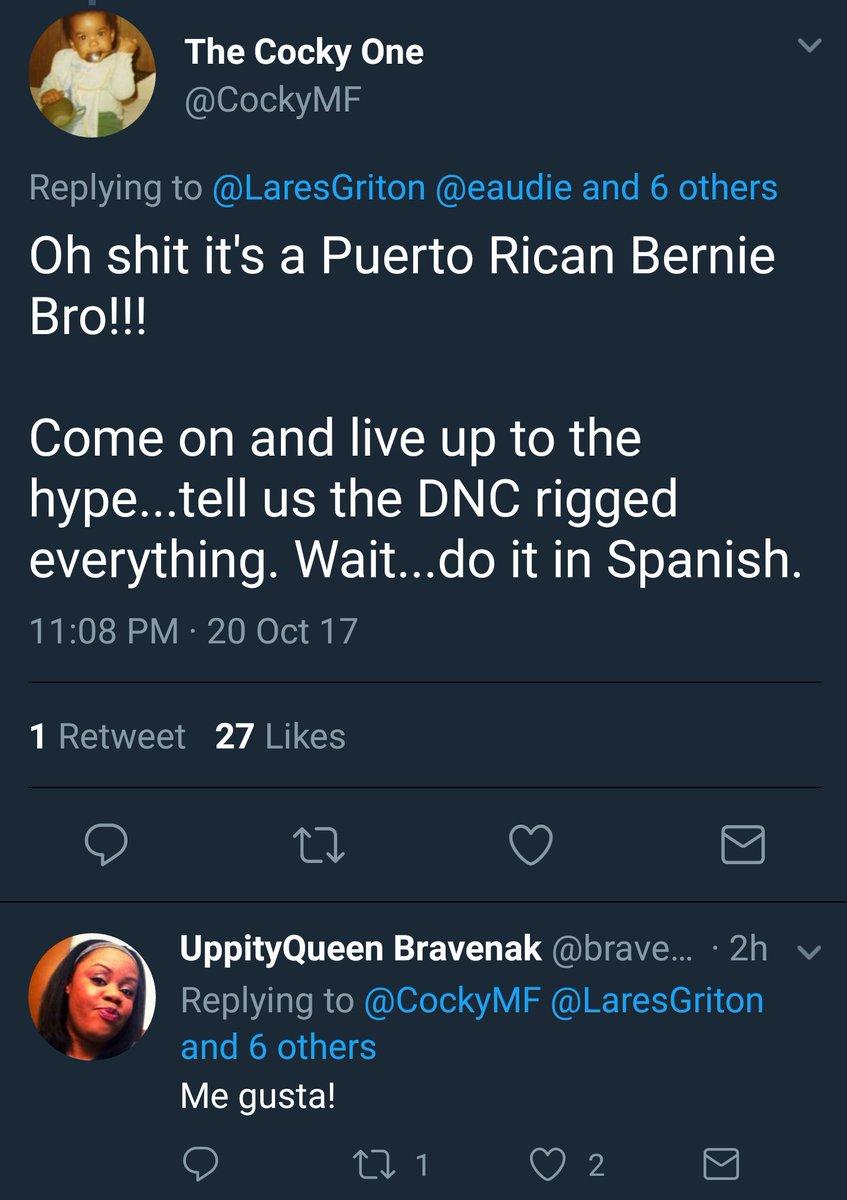 The Cocky One
@CockyMF
Replying to @LaresGriton @eaudie and 6 others
Oh shit it's a Puerto Rican Bernie
Bro!!!
Come on and live up to the
hype...tell us the DNC rigged
everything. Wait...do it in Spanish.
11:08 PM · 20 Oct 17
1 Retweet 27 Likes
UppityQueen Bravenak @brave... · 2h
Replying to @CockyMF @LaresGriton
and 6 others
Me gusta!
1 2